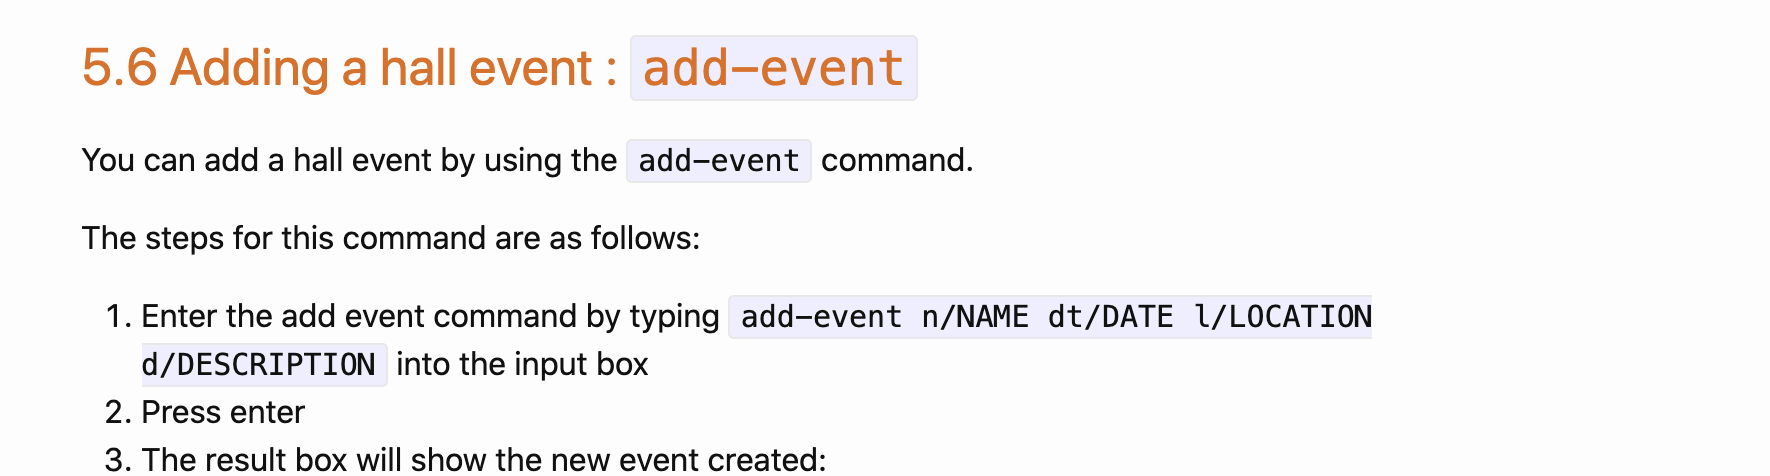 5.6 Adding a hall event : add-event
You can add a hall event by using the add-event command.
The steps for this command are as follows:
1. Enter the add event command by typing add-event n/NAME dt/DATE l/LOCATION
d/DESCRIPTION into the input box
2. Press enter
3. The result box will show the new event created: